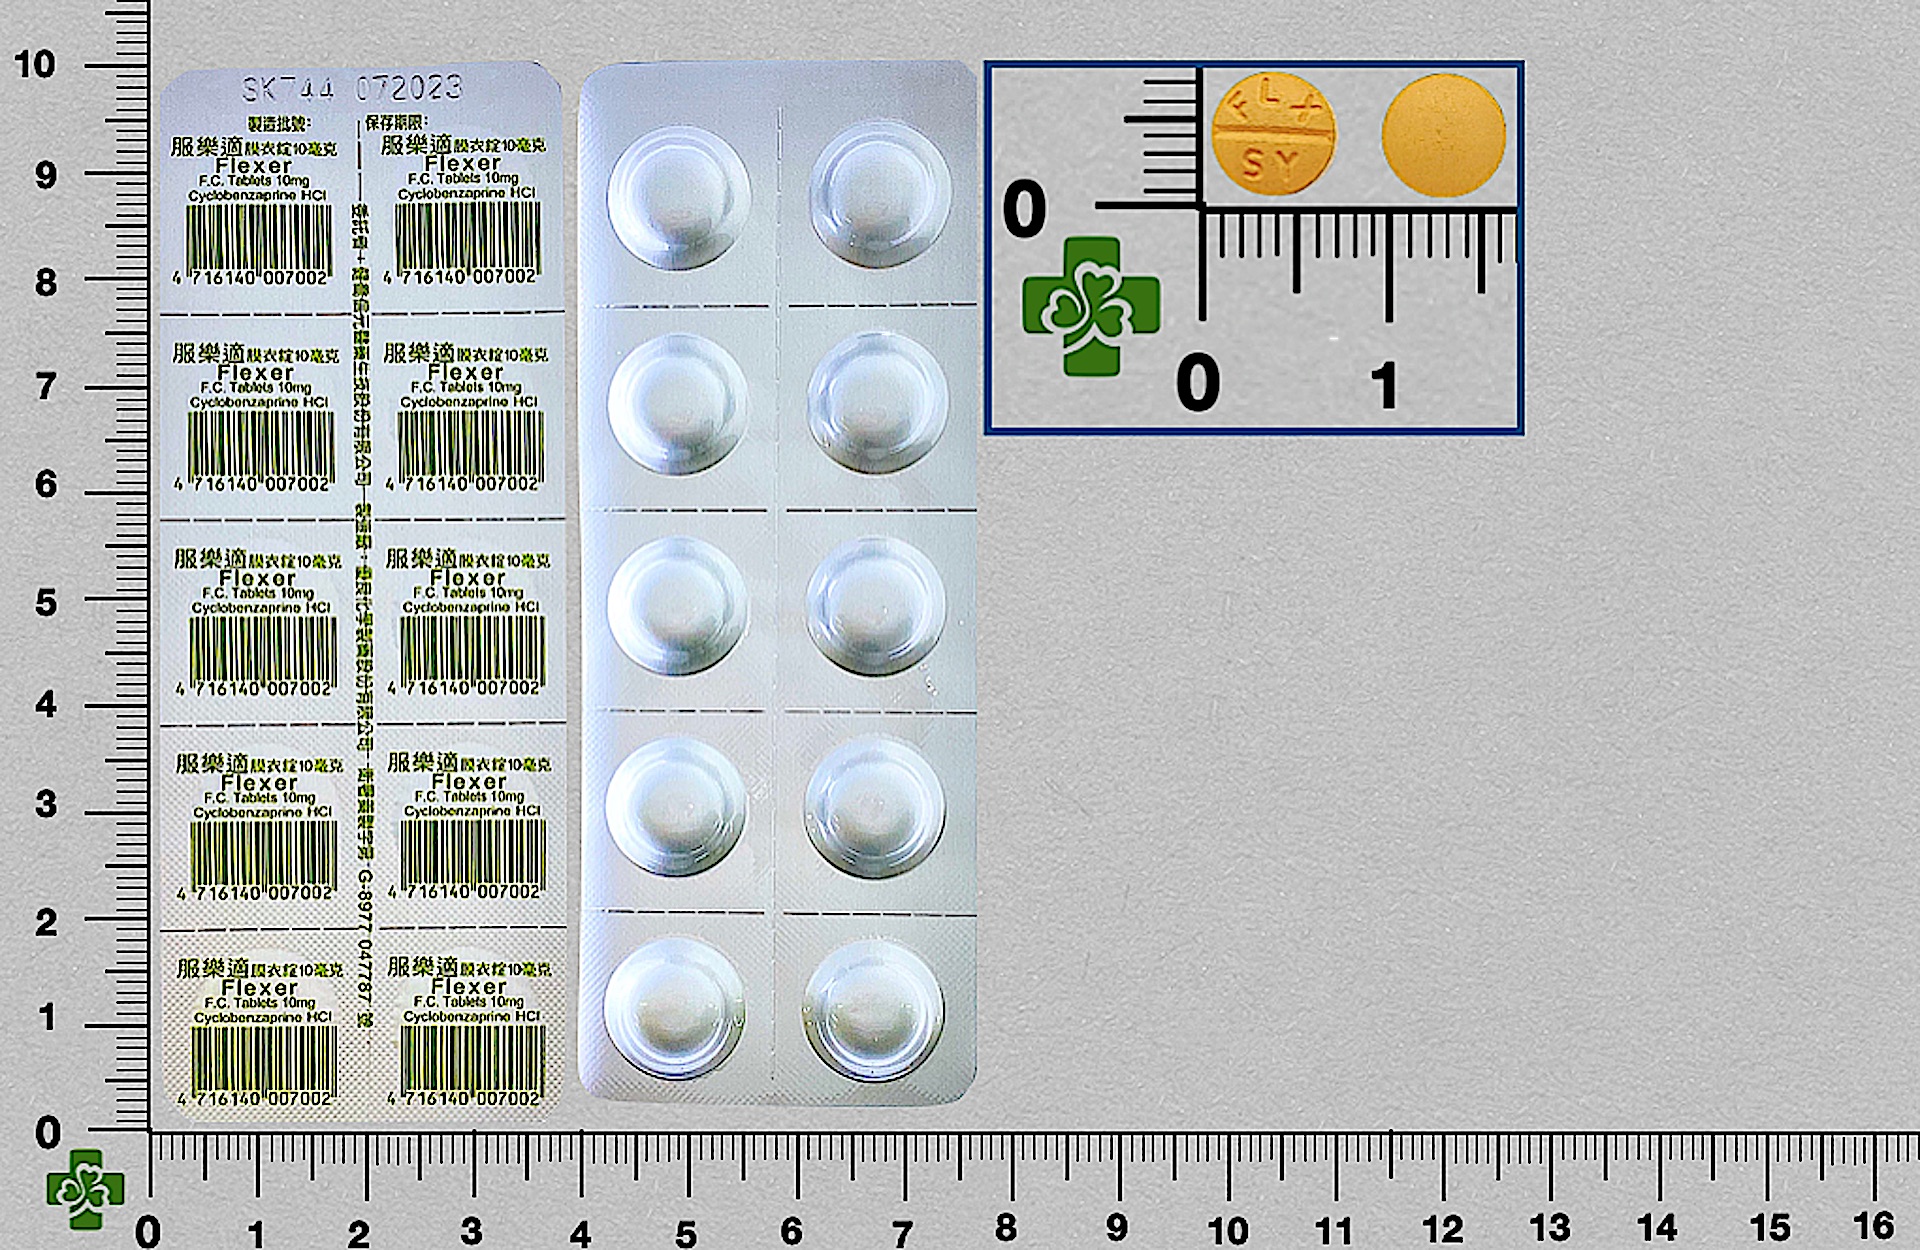 SK744 072023
製造批號： 保存期限：
服樂適膜衣錠10毫克
Flexer
F.C. Tablets 10mg
Cyclobenzaprine HCl
4 716140 007002
服樂適膜衣錠10毫克
Flexer
F.C. Tablets 10mg
Cyclobenzaprine HCl
4 716140 007002
服樂適膜衣錠10毫克
Flexer
F.C. Tablets 10mg
Cyclobenzaprine HCl
4 716140 007002
服樂適膜衣錠10毫克
Flexer
F.C. Tablets 10mg
Cyclobenzaprine HCl
4 716140 007002
服樂適膜衣錠10毫克
Flexer
F.C. Tablets 10mg
Cyclobenzaprine HCl
4 716140 007002
服樂適膜衣錠10毫克
Flexer
F.C. Tablets 10mg
Cyclobenzaprine HCl
4 716140 007002
服樂適膜衣錠10毫克
Flexer
F.C. Tablets 10mg
Cyclobenzaprine HCl
4 716140 007002
服樂適膜衣錠10毫克
Flexer
F.C. Tablets 10mg
Cyclobenzaprine HCl
4 716140 007002
服樂適膜衣錠10毫克
Flexer
F.C. Tablets 10mg
Cyclobenzaprine HCl
4 716140 007002
服樂適膜衣錠10毫克
Flexer
F.C. Tablets 10mg
Cyclobenzaprine HCl
4 716140 007002
G-8977 047787 號
FLX
SY
0
0 1
10
9
8
7
6
5
4
3
2
1
0
0 1 2 3 4 5 6 7 8 9 10 11 12 13 14 15 16